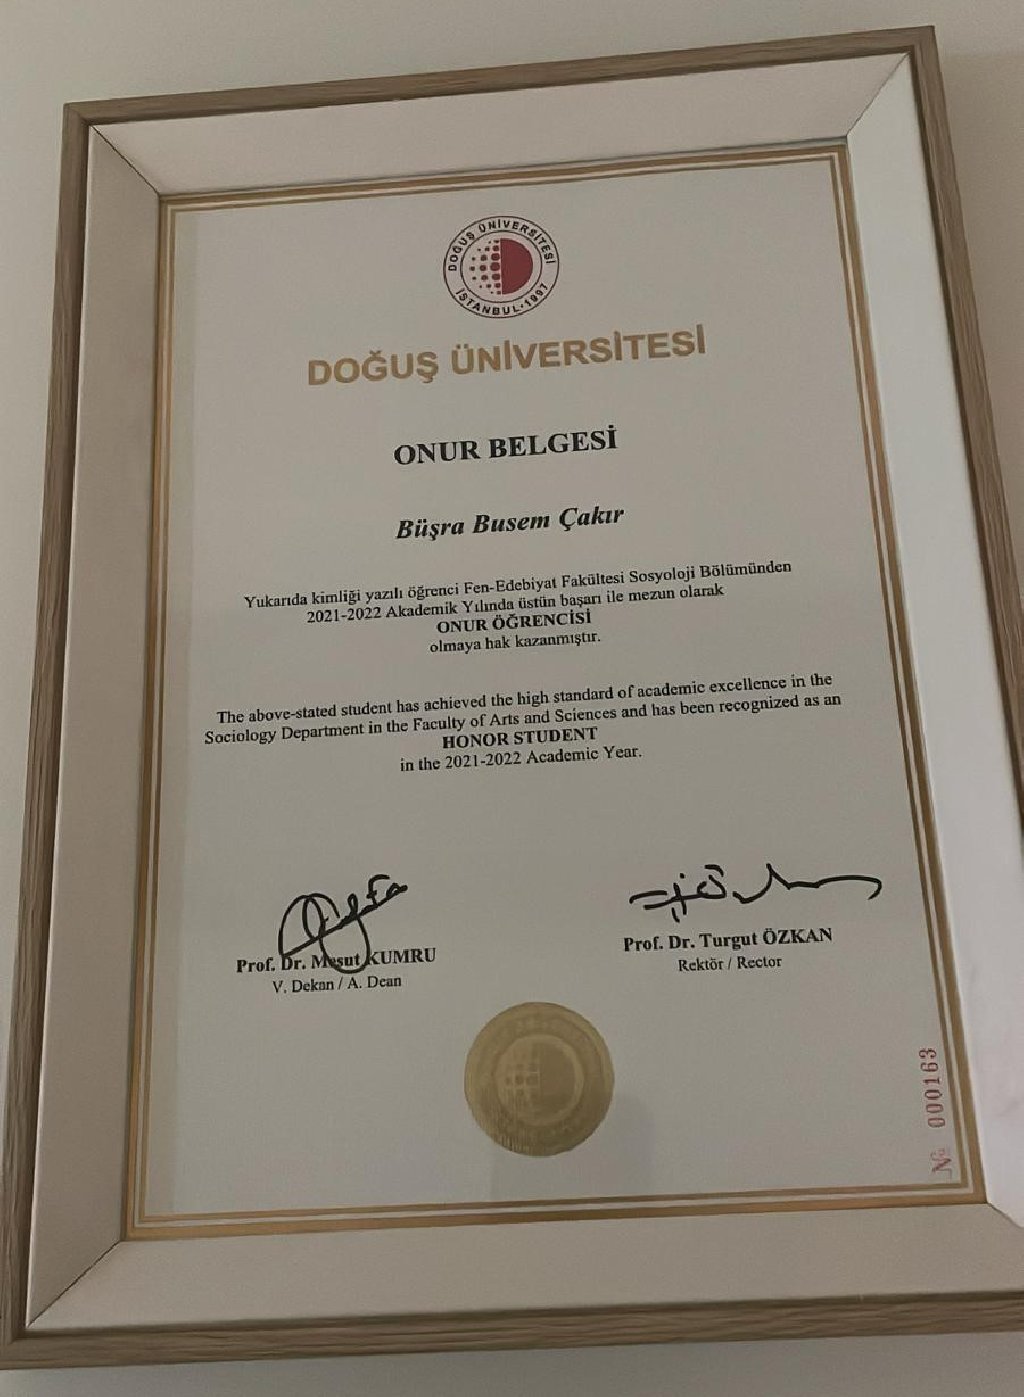 DOĞUŞ ÜNİVERSİTESİ
İSTANBUL·1997
DOĞUŞ ÜNİVERSİTESİ
ONUR BELGESİ
Büşra Busem Çakır
Yukarıda kimliği yazılı öğrenci Fen-Edebiyat Fakültesi Sosyoloji Bölümünden
2021-2022 Akademik Yılında üstün başarı ile mezun olarak
ONUR ÖĞRENCİSİ
olmaya hak kazanmıştır.
The above-stated student has achieved the high standard of academic excellence in the
Sociology Department in the Faculty of Arts and Sciences and has been recognized as an
HONOR STUDENT
in the 2021-2022 Academic Year.
Prof. Dr. Mesut KUMRU
V. Dekan / A. Dean
Prof. Dr. Turgut ÖZKAN
Rektör / Rector
№ 000163